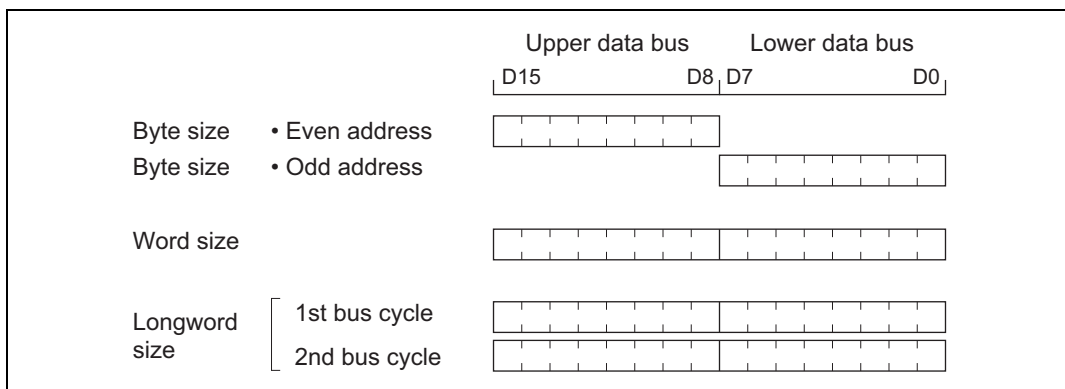 Upper data bus Lower data bus
D15 D8 D7 D0
Byte size • Even address
Byte size • Odd address
Word size
Longword size
1st bus cycle
2nd bus cycle